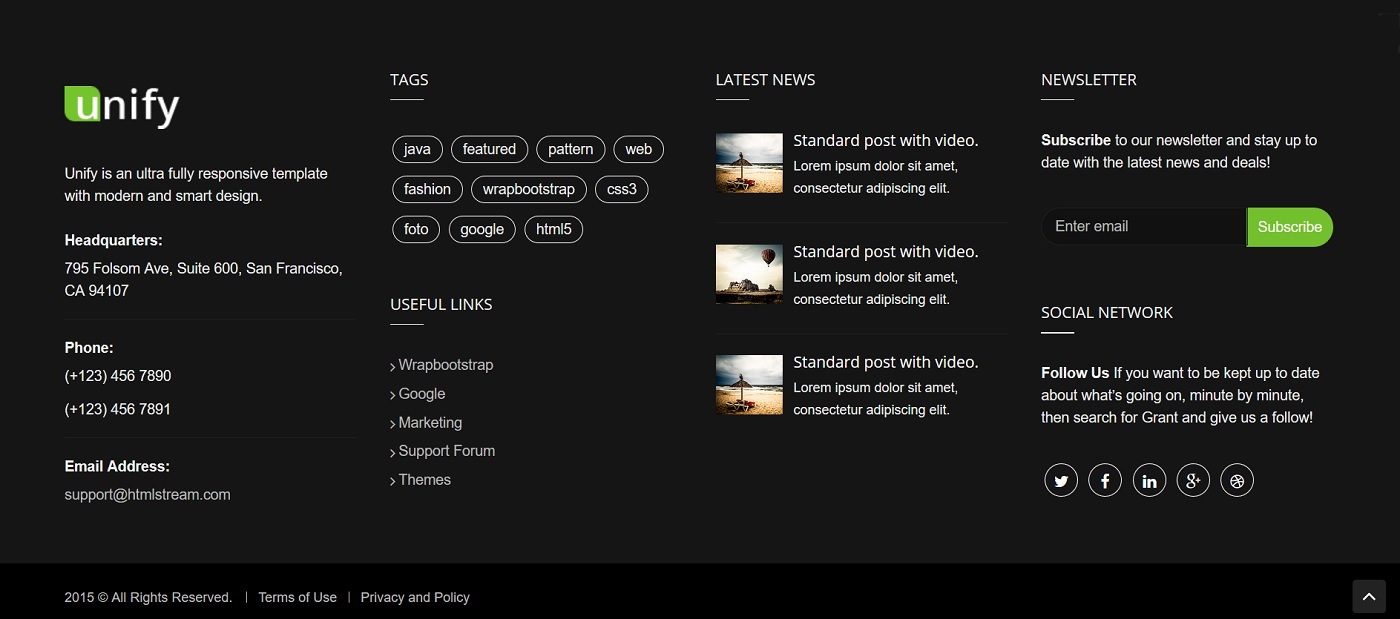 unify
Unify is an ultra fully responsive template
with modern and smart design.
Headquarters:
795 Folsom Ave, Suite 600, San Francisco,
CA 94107
Phone:
(+123) 456 7890
(+123) 456 7891
Email Address:
support@htmlstream.com
TAGS
java featured pattern web
fashion wrapbootstrap css3
foto google html5
USEFUL LINKS
Wrapbootstrap
Google
Marketing
Support Forum
Themes
LATEST NEWS
Standard post with video.
Lorem ipsum dolor sit amet,
consectetur adipiscing elit.
Standard post with video.
Lorem ipsum dolor sit amet,
consectetur adipiscing elit.
Standard post with video.
Lorem ipsum dolor sit amet,
consectetur adipiscing elit.
NEWSLETTER
Subscribe to our newsletter and stay up to
date with the latest news and deals!
Enter email Subscribe
SOCIAL NETWORK
Follow Us If you want to be kept up to date
about what's going on, minute by minute,
then search for Grant and give us a follow!
2015 © All Rights Reserved. | Terms of Use | Privacy and Policy